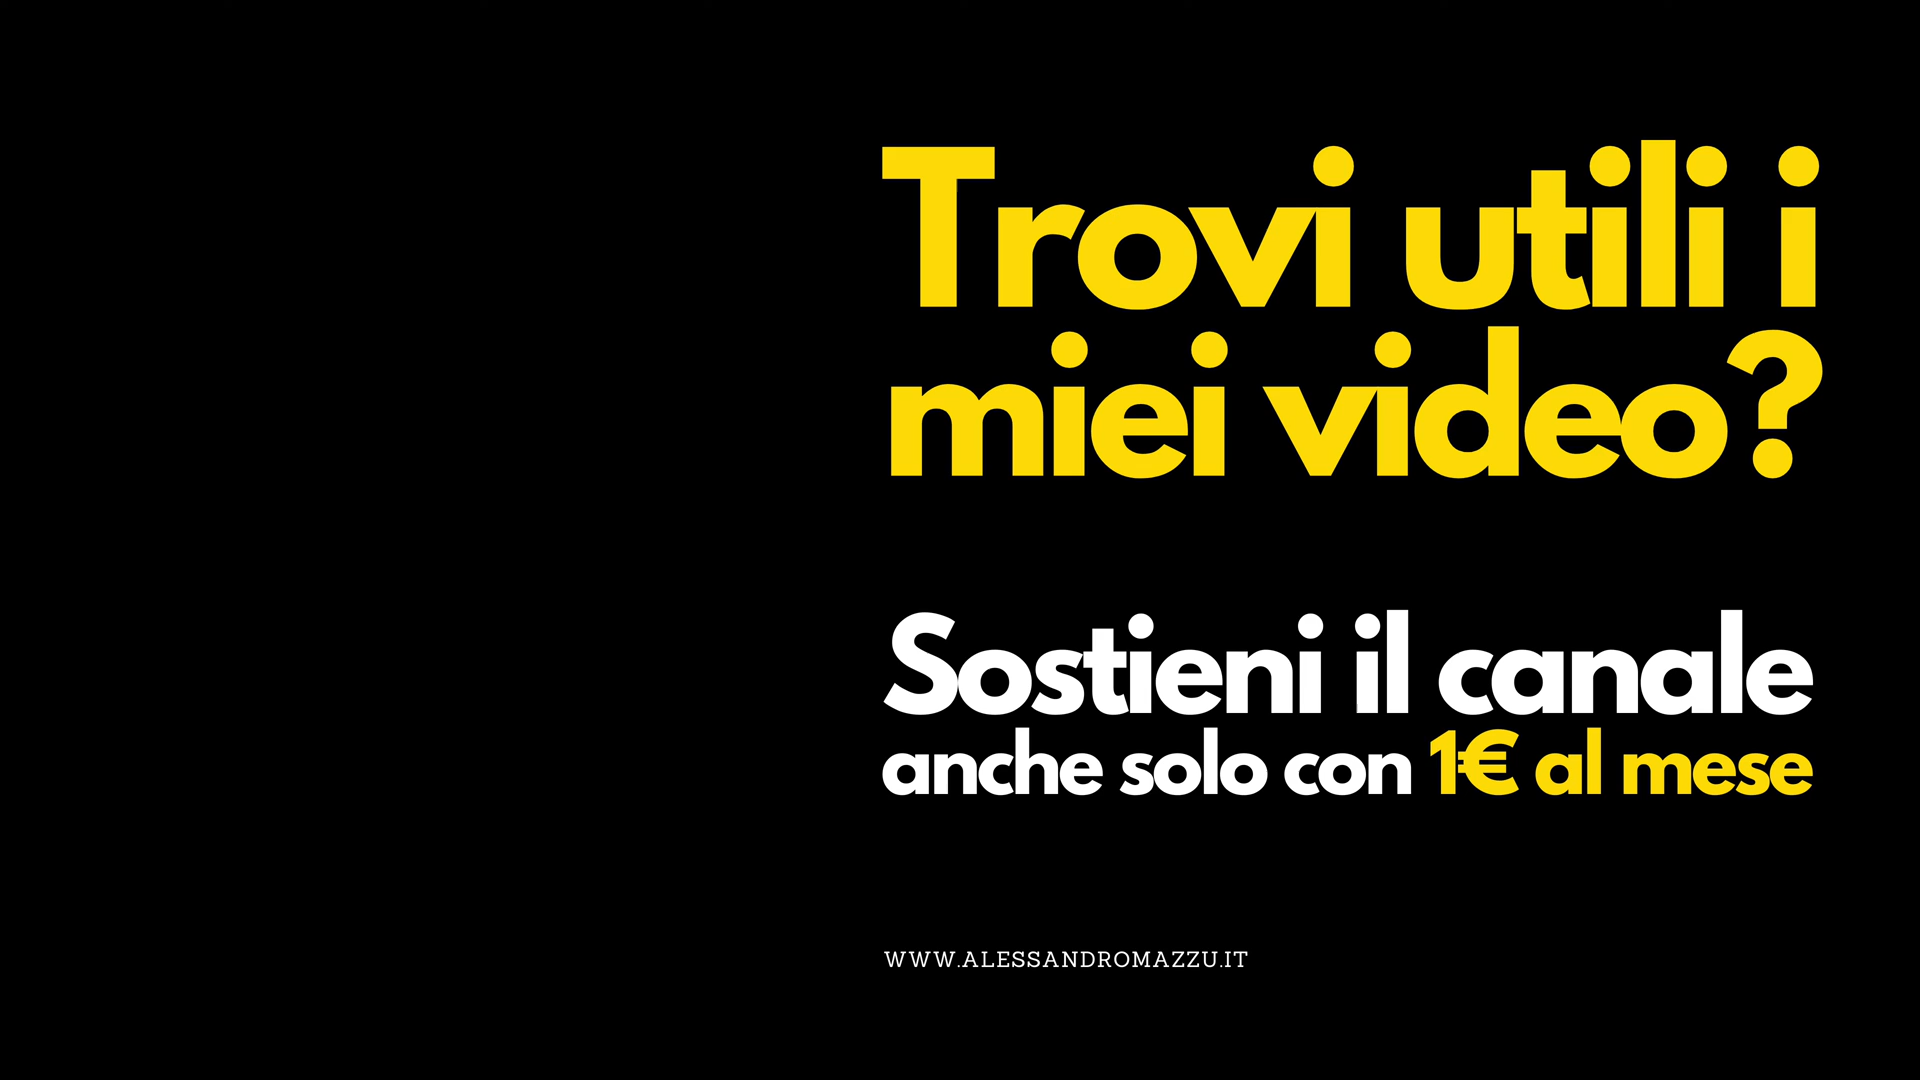 Trovi utili i
miei video?
Sostieni il canale
anche solo con 1€ al mese
WWW.ALESSANDROMAZZU.IT